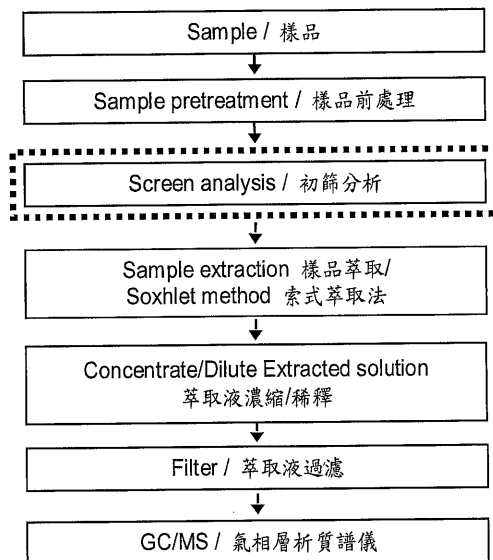 Sample / 樣品
Sample pretreatment / 樣品前處理
Screen analysis / 初篩分析
Sample extraction 樣品萃取/
Soxhlet method 索式萃取法
Concentrate/Dilute Extracted solution
萃取液濃縮/稀釋
Filter / 萃取液過濾
GC/MS / 氣相層析質譜儀